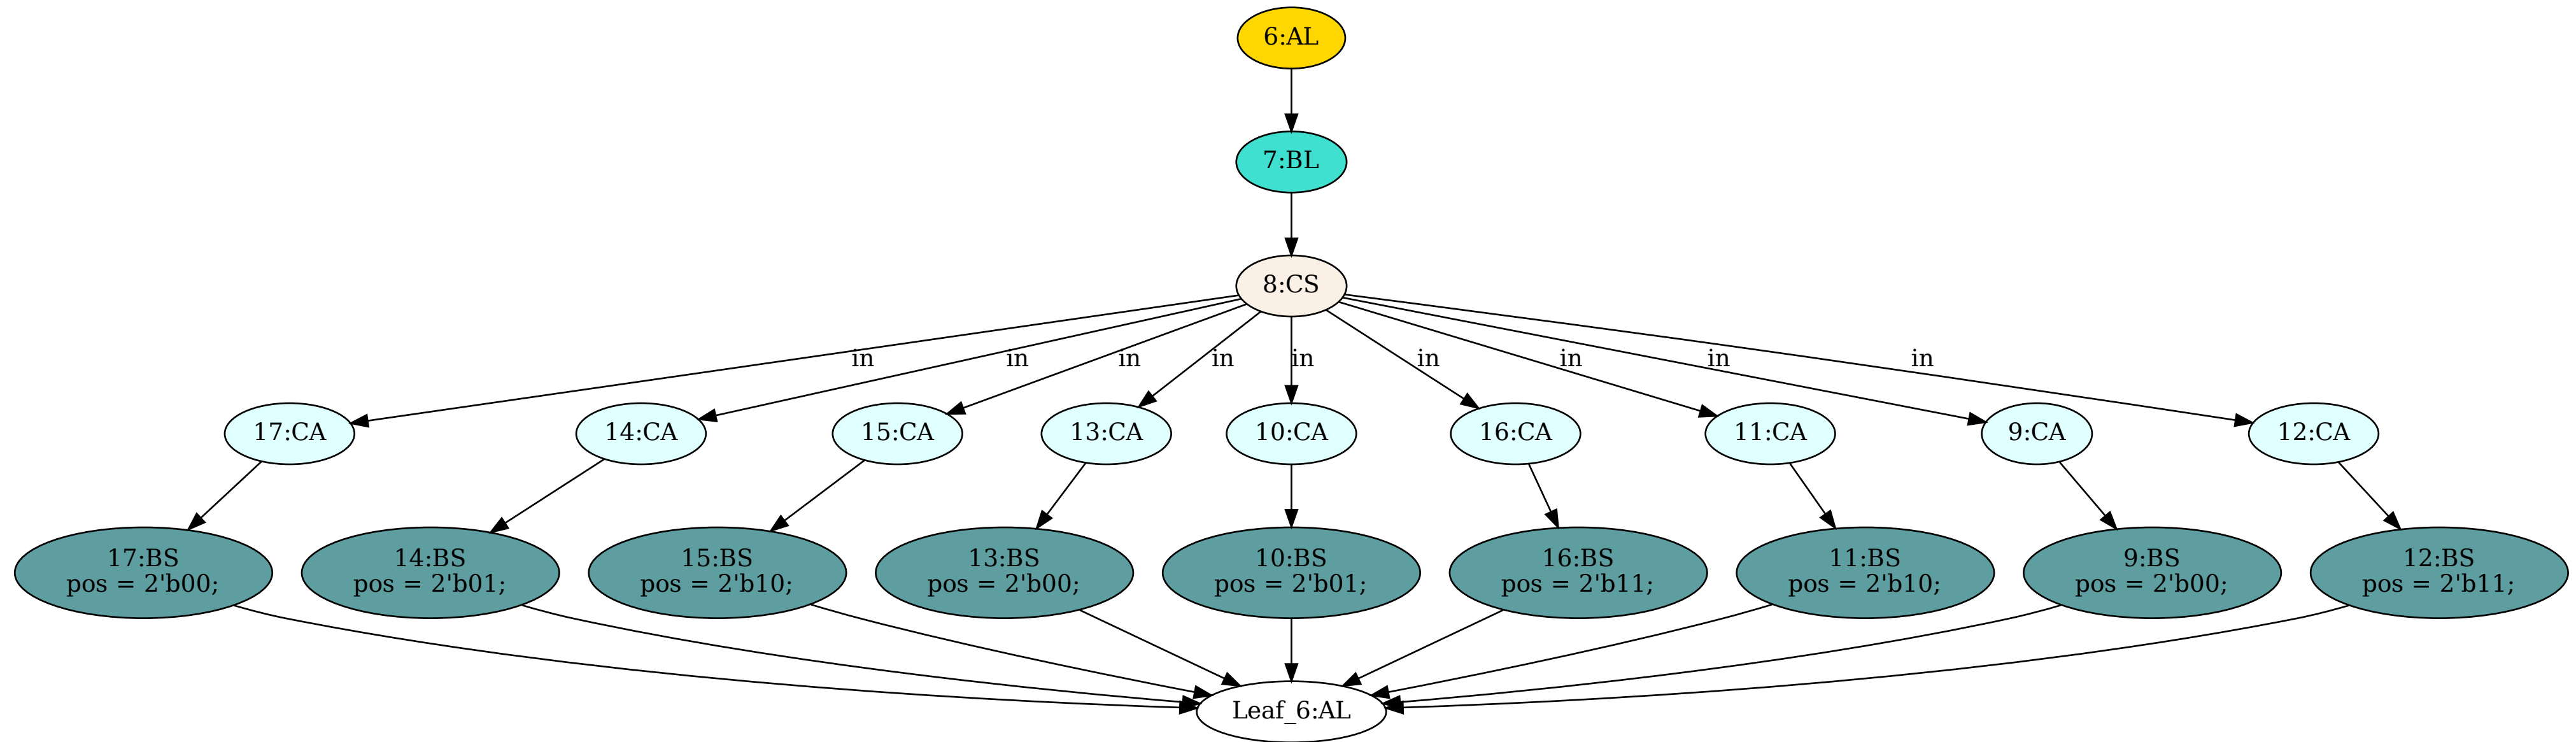 6:AL
7:BL
8:CS
in
in
in
in
in
in
in
in
in
17:CA
14:CA
15:CA
13:CA
10:CA
16:CA
11:CA
9:CA
12:CA
17:BS
pos = 2'b00;
14:BS
pos = 2'b01;
15:BS
pos = 2'b10;
13:BS
pos = 2'b00;
10:BS
pos = 2'b01;
16:BS
pos = 2'b11;
11:BS
pos = 2'b10;
9:BS
pos = 2'b00;
12:BS
pos = 2'b11;
Leaf_6:AL